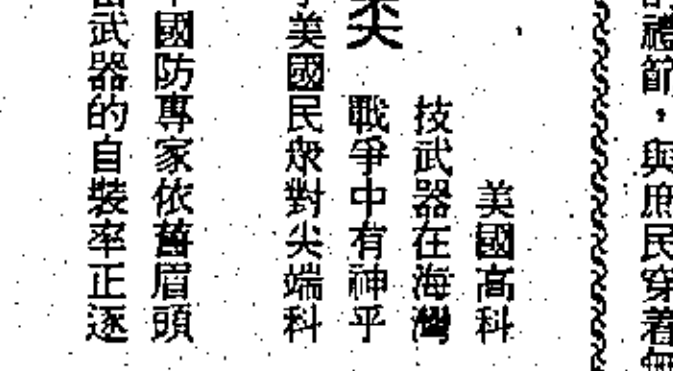 禮節，與庶民穿着無
美國高科
技武器在海灣
尖
戰爭中有神乎
美國民衆對尖端科
國防專家依舊眉頭
武器的自裝率正逐